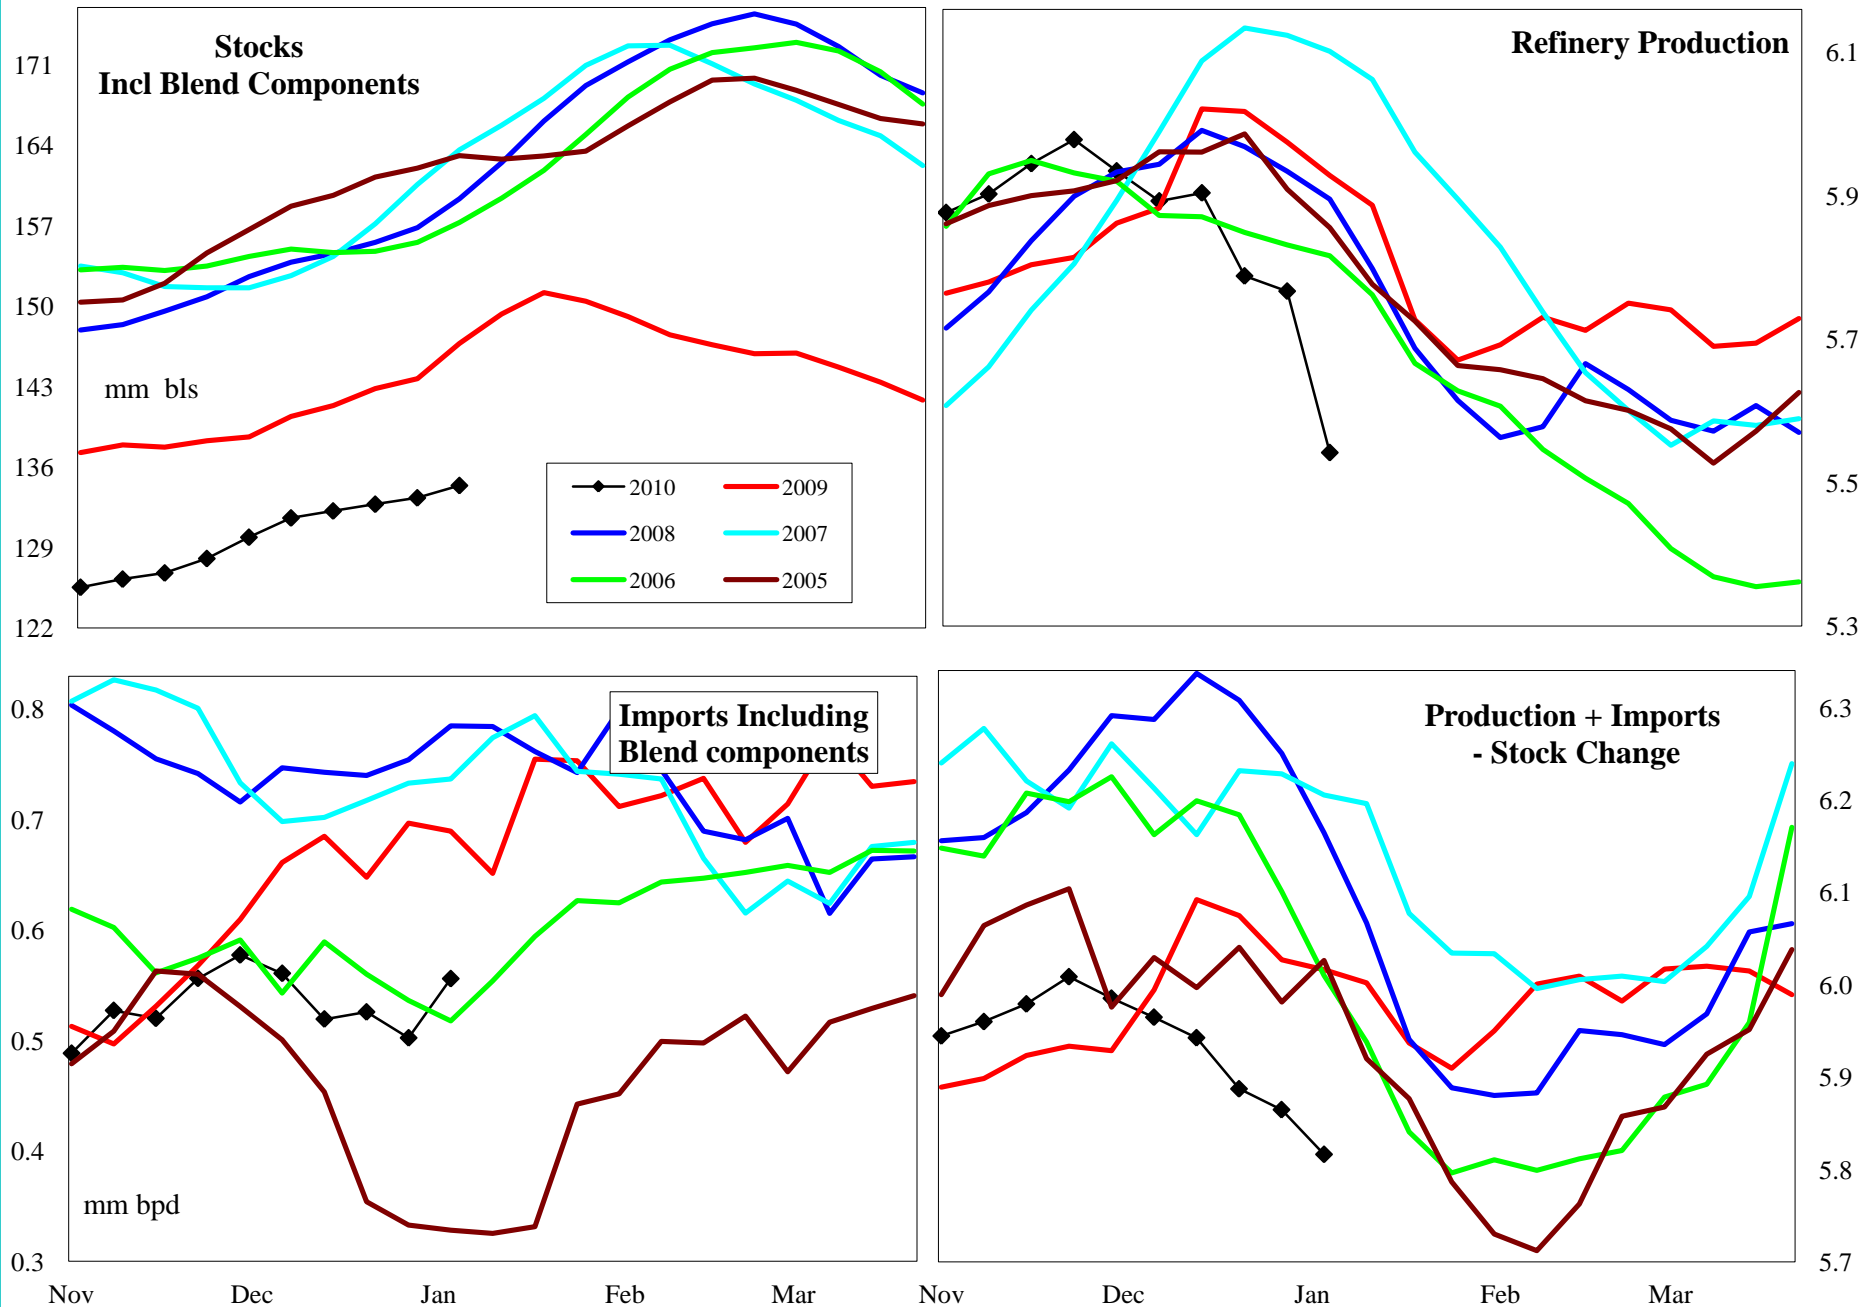 Stocks
Incl Blend Components
171
164
157
150
143
136
129
122
mm bls
2010
2009
2008
2007
2006
2005
Refinery Production
6.1
5.9
5.7
5.5
5.3
Imports Including
Blend components
0.8
0.7
0.6
0.5
0.4
0.3
mm bpd
Nov Dec Jan Feb Mar
Production + Imports
- Stock Change
6.3
6.2
6.1
6.0
5.9
5.8
5.7
Nov Dec Jan Feb Mar